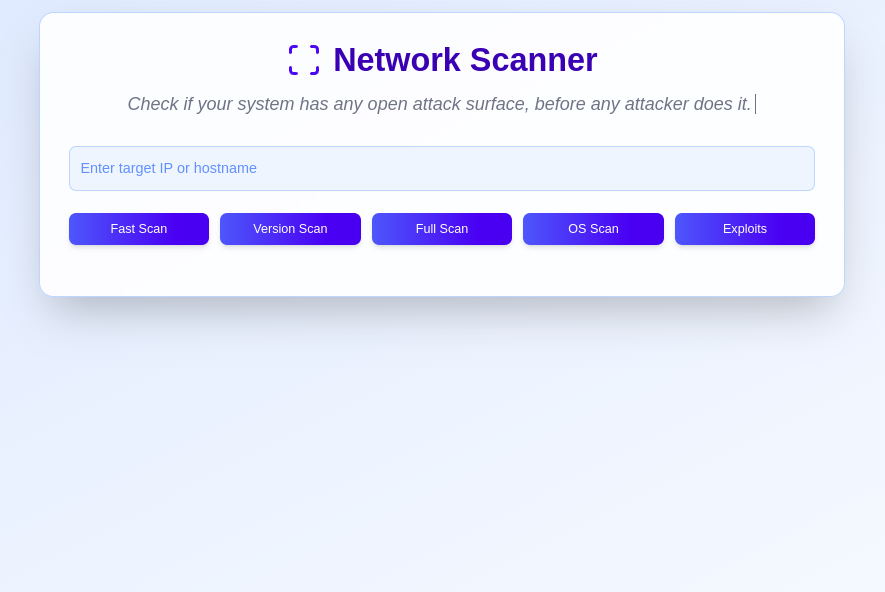 Network Scanner
Check if your system has any open attack surface, before any attacker does it.
Enter target IP or hostname
Fast Scan Version Scan Full Scan OS Scan Exploits